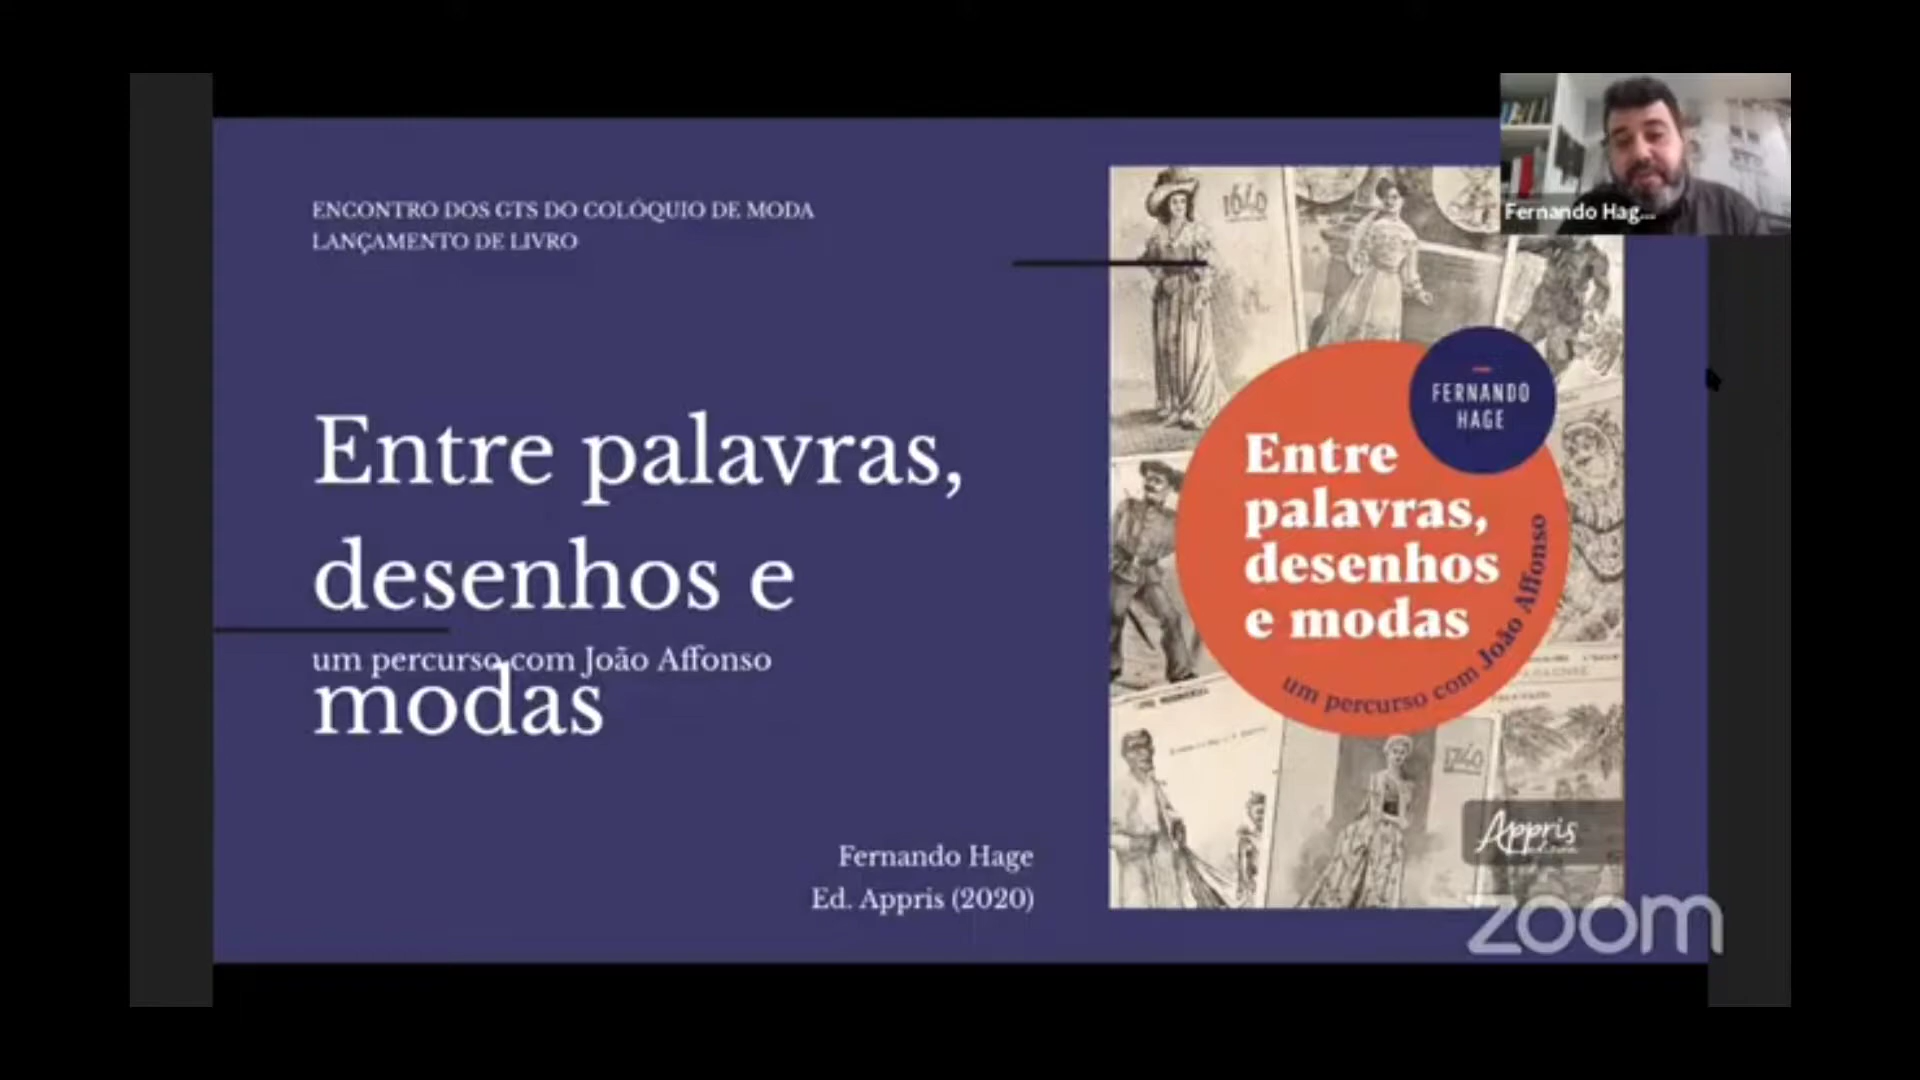 ENCONTRO DOS GTS DO COLÓQUIO DE MODA
LANÇAMENTO DE LIVRO
Entre palavras,
desenhos e
um percurso com João Affonso
modas
Fernando Hage
Ed. Appris (2020)
1640
FERNANDO
HAGE
Entre
palavras,
desenhos
e modas
um percurso com João Affonso
1740
Appris
Fernando Hag...
zoom